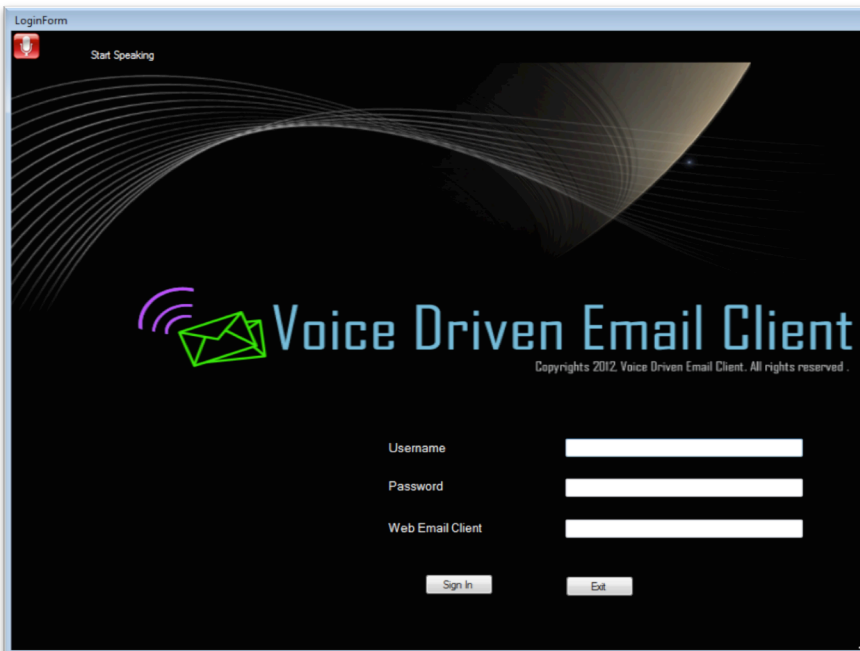 LoginForm
Start Speaking
Voice Driven Email Client
Copyrights 2012, Voice Driven Email Client. All rights reserved .
Username
Password
Web Email Client
Sign In Exit